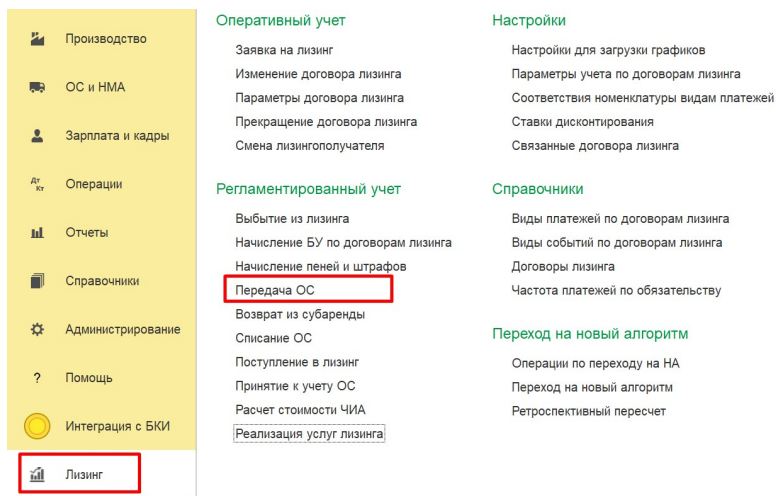 Производство
ОС и НМА
Зарплата и кадры
Дт Кт
Операции
Отчеты
Справочники
Администрирование
?
Помощь
Интеграция с БКИ
Лизинг
Оперативный учет
Заявка на лизинг
Изменение договора лизинга
Параметры договора лизинга
Прекращение договора лизинга
Смена лизингополучателя
Регламентированный учет
Выбытие из лизинга
Начисление БУ по договорам лизинга
Начисление пеней и штрафов
Передача ОС
Возврат из субаренды
Списание ОС
Поступление в лизинг
Принятие к учету ОС
Расчет стоимости ЧИА
Реализация услуг лизинга
Настройки
Настройки для загрузки графиков
Параметры учета по договорам лизинга
Соответствия номенклатуры видам платежей
Ставки дисконтирования
Связанные договора лизинга
Справочники
Виды платежей по договорам лизинга
Виды событий по договорам лизинга
Договоры лизинга
Частота платежей по обязательству
Переход на новый алгоритм
Операции по переходу на НА
Переход на новый алгоритм
Ретроспективный пересчет